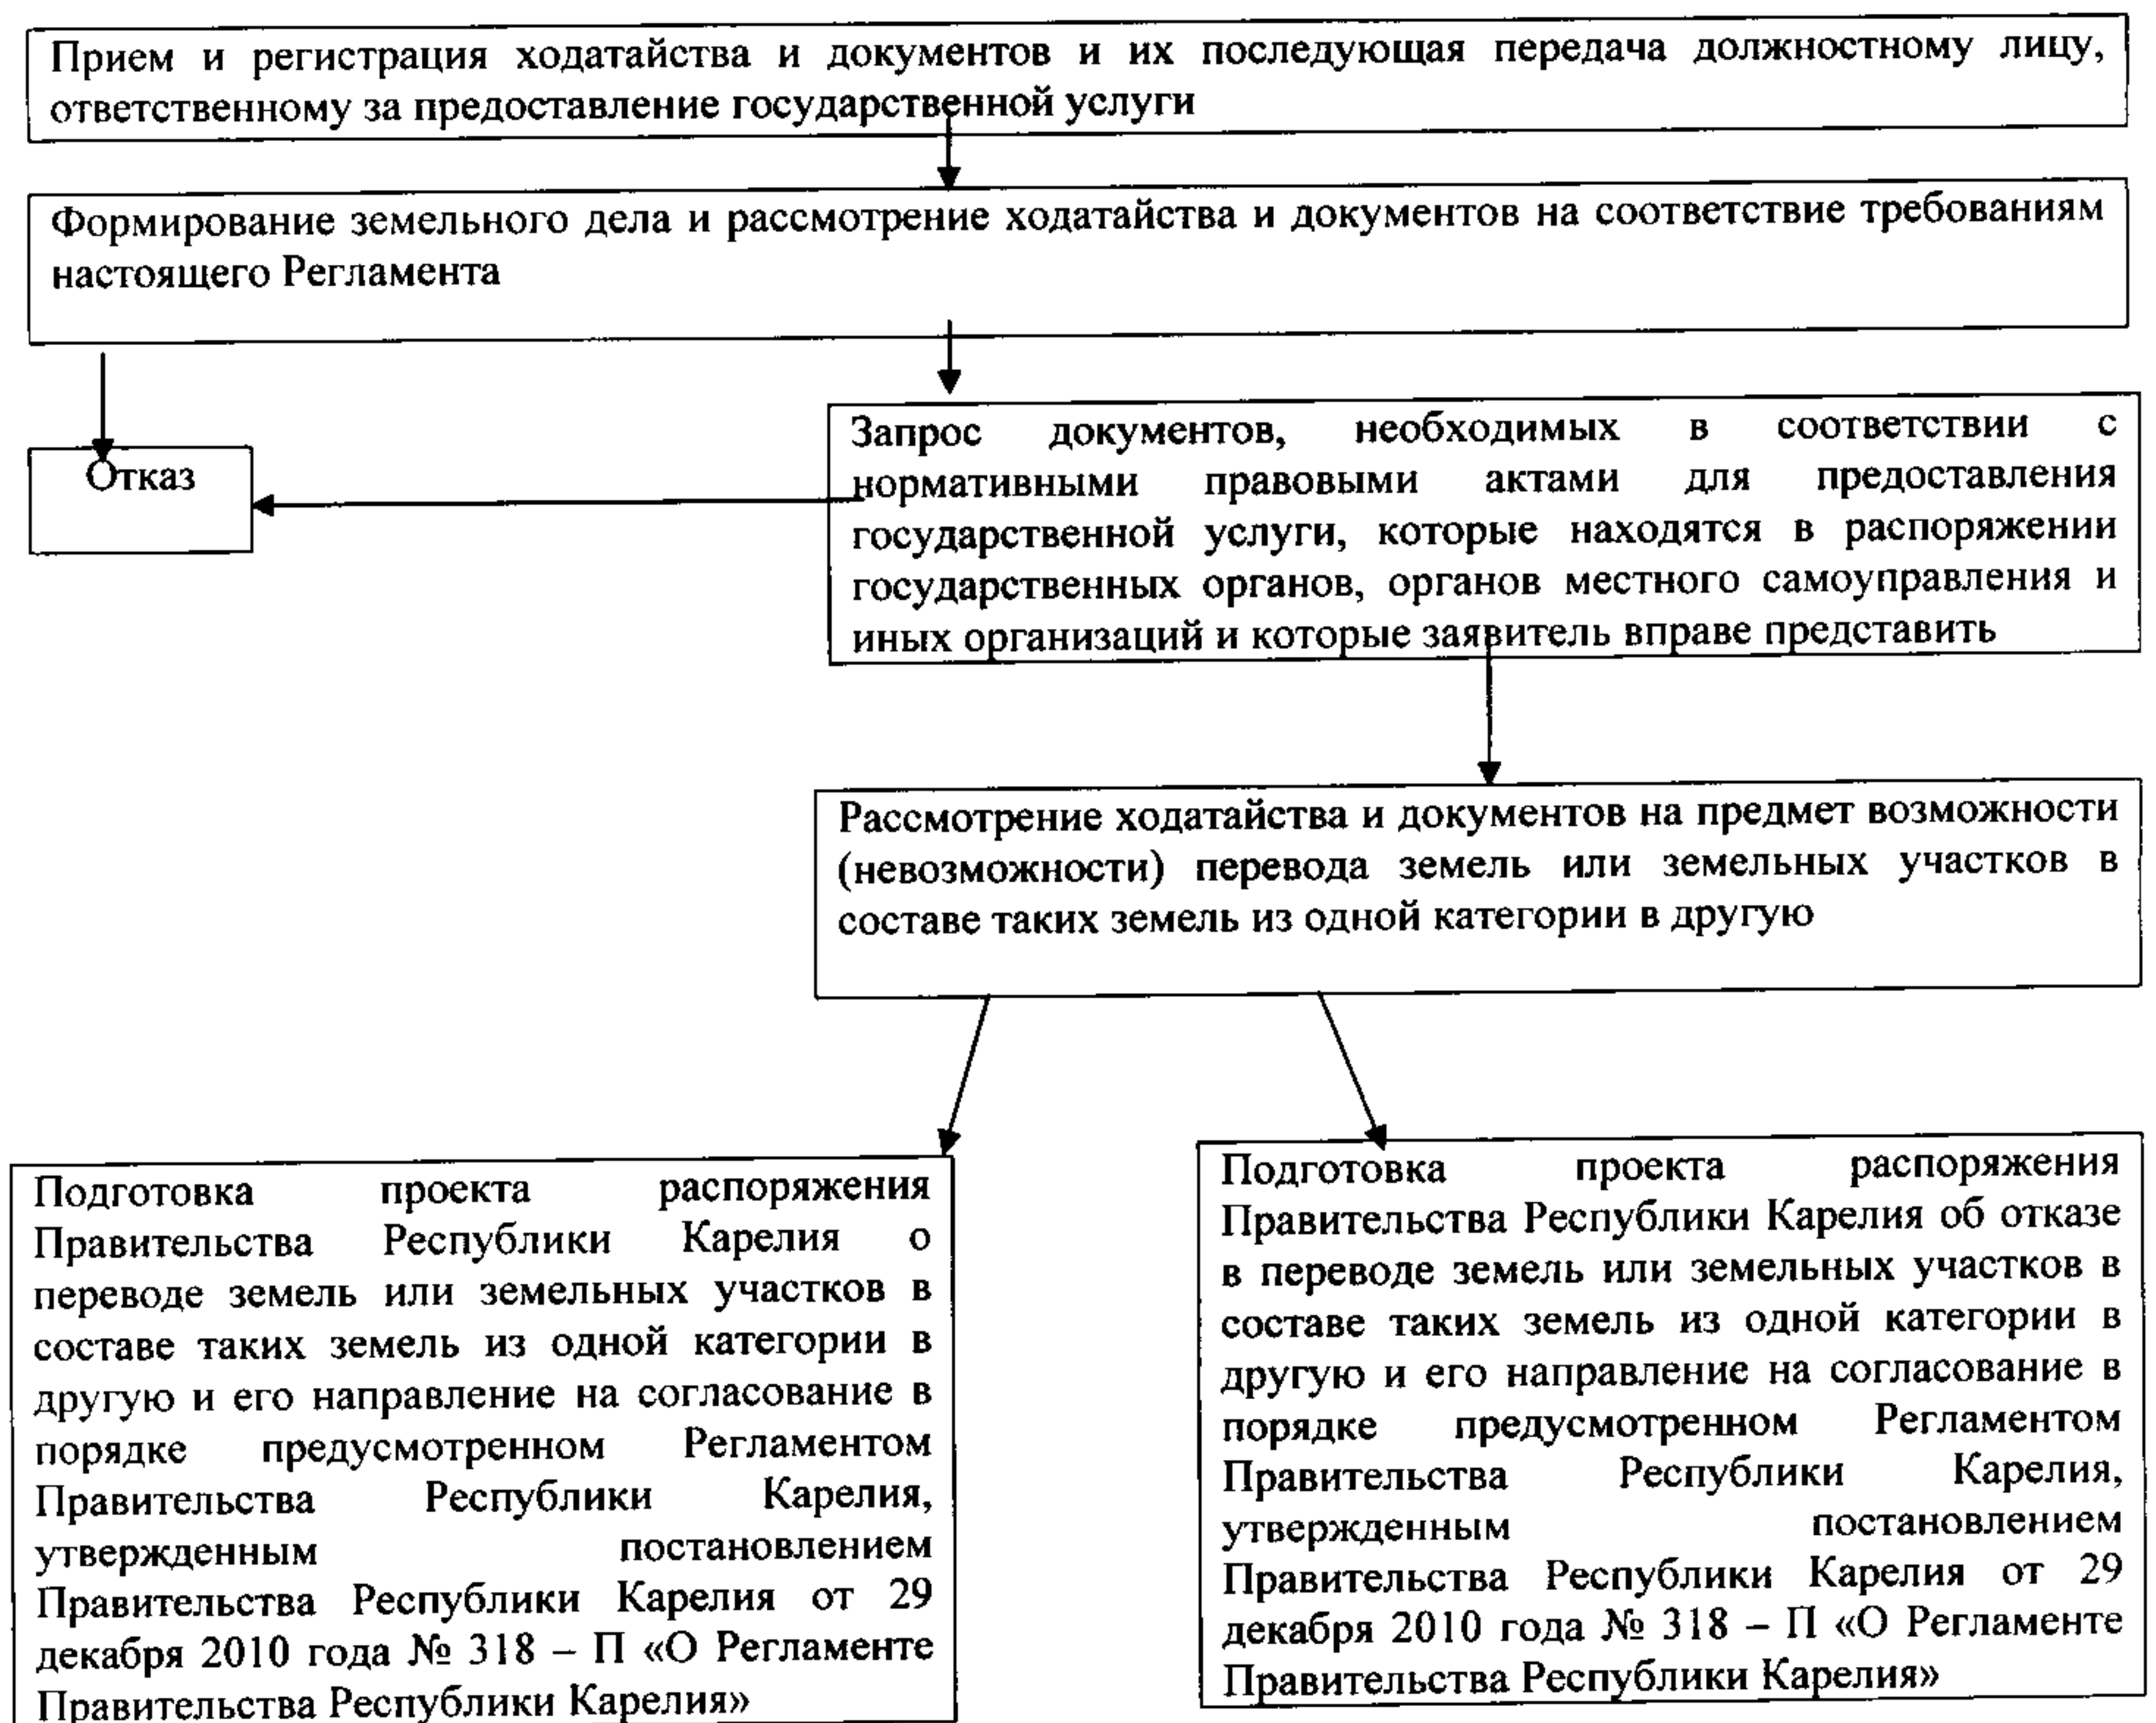 Прием и регистрация ходатайства и документов и их последующая передача должностному лицу,
ответственному за предоставление государственной услуги
Формирование земельного дела и рассмотрение ходатайства и документов на соответствие требованиям
настоящего Регламента
Отказ
Запрос документов, необходимых в соответствии с
нормативными правовыми актами для предоставления
государственной услуги, которые находятся в распоряжении
государственных органов, органов местного самоуправления и
иных организаций и которые заявитель вправе представить
Рассмотрение ходатайства и документов на предмет возможности
(невозможности) перевода земель или земельных участков в
составе таких земель из одной категории в другую
Подготовка проекта распоряжения
Правительства Республики Карелия о
переводе земель или земельных участков в
составе таких земель из одной категории в
другую и его направление на согласование в
порядке предусмотренном Регламентом
Правительства Республики Карелия,
утвержденным постановлением
Правительства Республики Карелия от 29
декабря 2010 года № 318 – П «О Регламенте
Правительства Республики Карелия»
Подготовка проекта распоряжения
Правительства Республики Карелия об отказе
в переводе земель или земельных участков в
составе таких земель из одной категории в
другую и его направление на согласование в
порядке предусмотренном Регламентом
Правительства Республики Карелия,
утвержденным постановлением
Правительства Республики Карелия от 29
декабря 2010 года № 318 – П «О Регламенте
Правительства Республики Карелия»